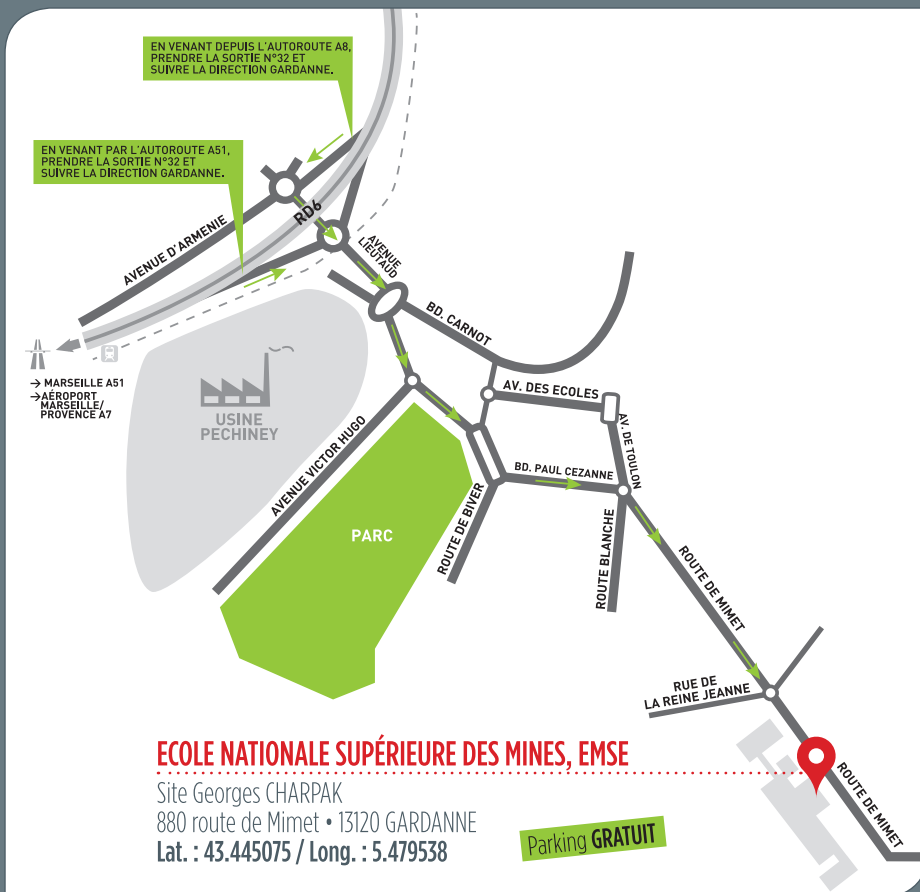 EN VENANT DEPUIS L'AUTOROUTE A8,
PRENDRE LA SORTIE N°32 ET
SUIVRE LA DIRECTION GARDANNE.
EN VENANT PAR L'AUTOROUTE A51,
PRENDRE LA SORTIE N°32 ET
SUIVRE LA DIRECTION GARDANNE.
RD6
AVENUE D'ARMENIE
AVENUE
LIEUTAUD
BD. CARNOT
→ MARSEILLE A51
→ AÉROPORT
MARSEILLE/
PROVENCE A7
USINE
PECHINEY
AV. DES ECOLES
AV. DE TOULON
AVENUE VICTOR HUGO
BD. PAUL CEZANNE
ROUTE DE BIVER
PARC
ROUTE BLANCHE
ROUTE DE MIMET
RUE DE
LA REINE JEANNE
ROUTE DE MIMET
ECOLE NATIONALE SUPÉRIEURE DES MINES, EMSE
Site Georges CHARPAK
880 route de Mimet • 13120 GARDANNE
Lat. : 43.445075 / Long. : 5.479538
Parking GRATUIT